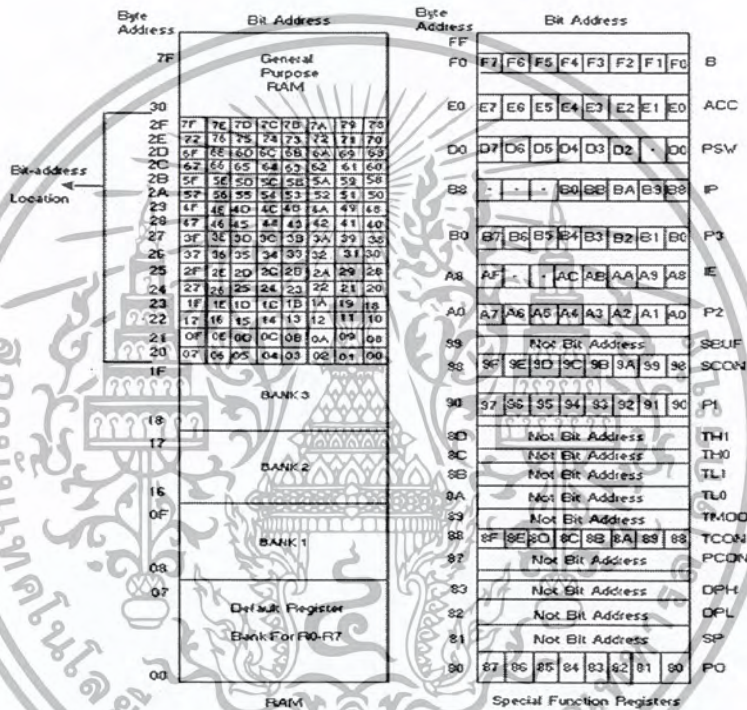 Byte Address Bit Address
7F General Purpose RAM
30
2F 7F 7E 7D 7C 7B 7A 79 78
2E 77 76 75 74 73 72 71 70
2D 6F 6E 6D 6C 6B 6A 69 68
2C 67 66 65 64 63 62 61 60
2B 5F 5E 5D 5C 5B 5A 59 58
2A 57 56 55 54 53 52 51 50
29 4F 4E 4D 4C 4B 4A 49 48
28 47 46 45 44 43 42 41 40
27 3F 3E 3D 3C 3B 3A 39 38
26 37 36 35 34 33 32 31 30
25 2F 2E 2D 2C 2B 2A 29 28
24 27 26 25 24 23 22 21 20
23 1F 1E 1D 1C 1B 1A 19 18
22 17 16 15 14 13 12 11 10
21 0F 0E 0D 0C 0B 0A 09 08
20 07 06 05 04 03 02 01 00
Bit-address Location
1F
BANK 3
18
17
BANK 2
16
0F
BANK 1
08
07
Default Register
Bank For R0-R7
00
RAM
Byte Address Bit Address
FF
F0 F7 F6 F5 F4 F3 F2 F1 F0 B
E0 E7 E6 E5 E4 E3 E2 E1 E0 ACC
D0 D7 D6 D5 D4 D3 D2 - D0 PSW
B8 - - - B0 BB BA B9 B8 IP
B0 B7 B6 B5 B4 B3 B2 B1 B0 P3
A8 AF - - AC AB AA A9 A8 IE
A0 A7 A6 A5 A4 A3 A2 A1 A0 P2
99 Not Bit Address SBUF
98 9F 9E 9D 9C 9B 9A 99 98 SCON
90 97 96 95 94 93 92 91 90 P1
8D Not Bit Address TH1
8C Not Bit Address TH0
8B Not Bit Address TL1
8A Not Bit Address TL0
89 Not Bit Address TMOD
88 8F 8E 8D 8C 8B 8A 89 88 TCON
87 Not Bit Address PCON
83 Not Bit Address DPH
82 Not Bit Address DPL
81 Not Bit Address SP
80 87 86 85 84 83 82 81 80 P0
Special Function Registers